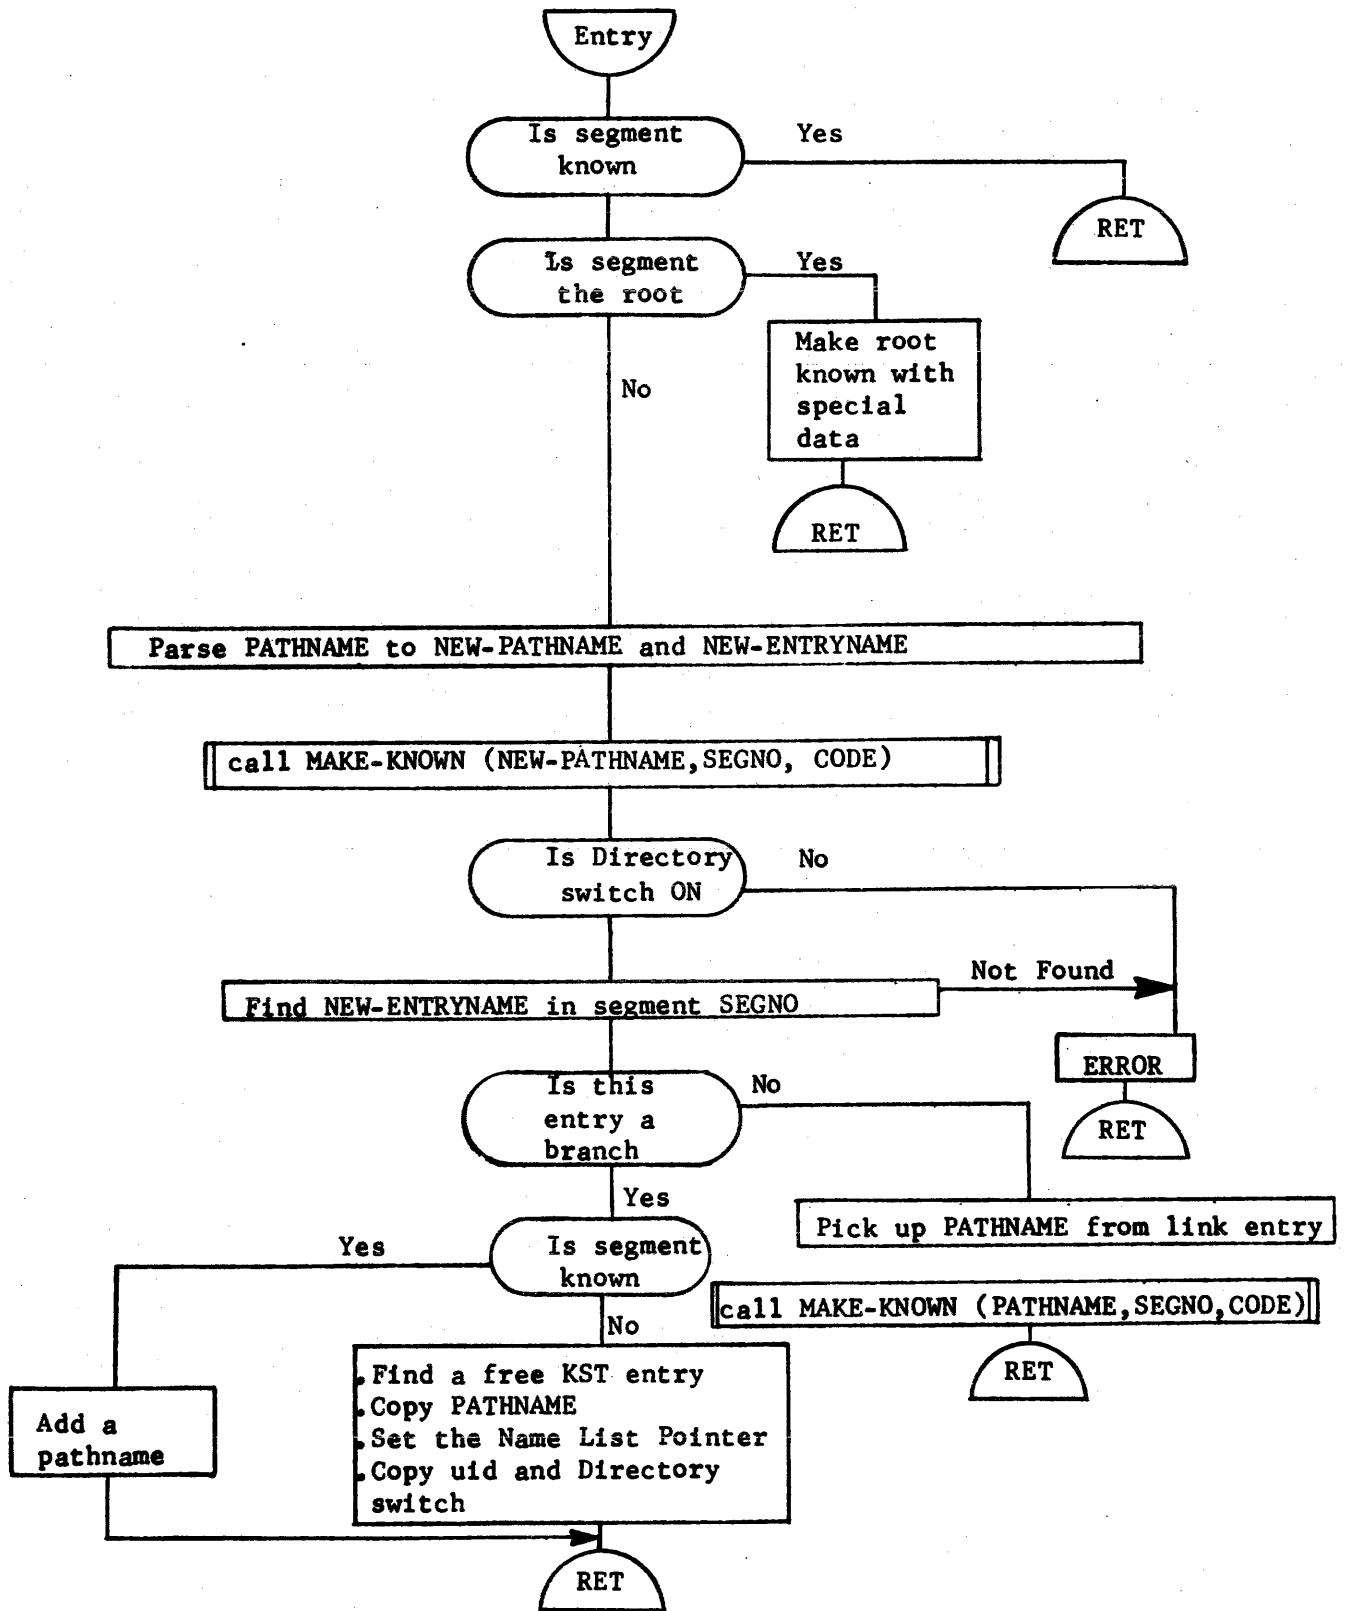 Entry
Is segment
known
Yes
RET
Is segment
the root
Yes
Make root
known with
special
data
No
RET
Parse PATHNAME to NEW-PATHNAME and NEW-ENTRYNAME
call MAKE-KNOWN (NEW-PATHNAME,SEGNO, CODE)
Is Directory
switch ON
No
Not Found
Find NEW-ENTRYNAME in segment SEGNO
ERROR
RET
Is this
entry a
branch
No
Yes
Pick up PATHNAME from link entry
Is segment
known
Yes
call MAKE-KNOWN (PATHNAME,SEGNO,CODE)
No
RET
.Find a free KST entry
.Copy PATHNAME
.Set the Name List Pointer
.Copy uid and Directory
switch
Add a
pathname
RET